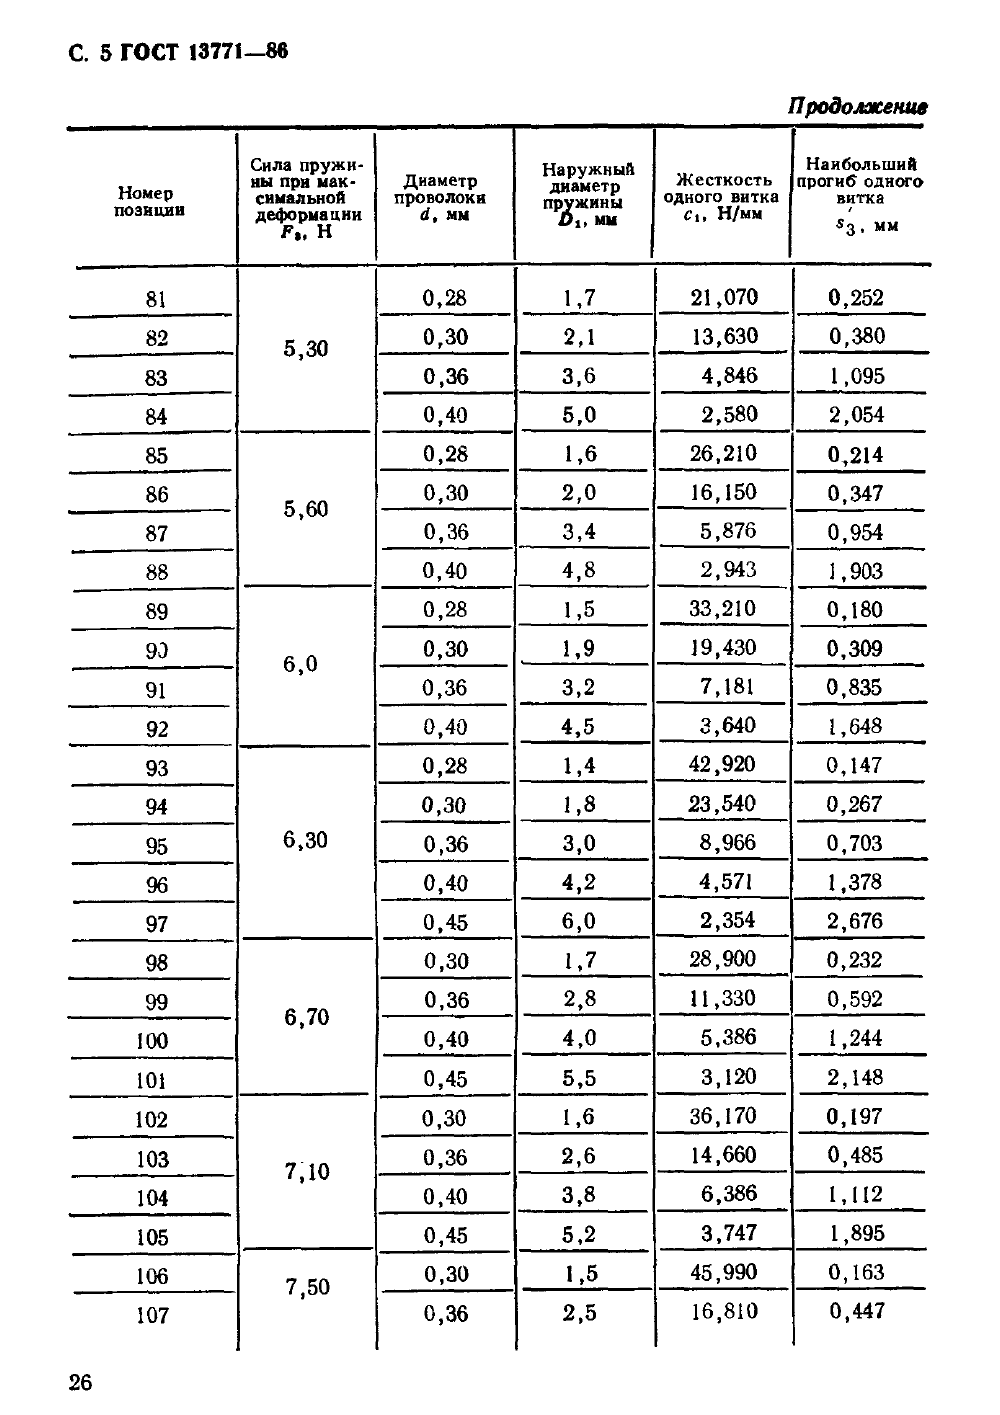 С. 5 ГОСТ 13771—86
Продолжение
Номер позиции | Сила пружины при максимальной деформации F₃, Н | Диаметр проволоки d, мм | Наружный диаметр пружины D₁, мм | Жесткость одного витка c₁, Н/мм | Наибольший прогиб одного витка s′₃, мм
81 | 5,30 | 0,28 | 1,7 | 21,070 | 0,252
82 | 0,30 | 2,1 | 13,630 | 0,380
83 | 0,36 | 3,6 | 4,846 | 1,095
84 | 0,40 | 5,0 | 2,580 | 2,054
85 | 5,60 | 0,28 | 1,6 | 26,210 | 0,214
86 | 0,30 | 2,0 | 16,150 | 0,347
87 | 0,36 | 3,4 | 5,876 | 0,954
88 | 0,40 | 4,8 | 2,943 | 1,903
89 | 6,0 | 0,28 | 1,5 | 33,210 | 0,180
90 | 0,30 | 1,9 | 19,430 | 0,309
91 | 0,36 | 3,2 | 7,181 | 0,835
92 | 0,40 | 4,5 | 3,640 | 1,648
93 | 6,30 | 0,28 | 1,4 | 42,920 | 0,147
94 | 0,30 | 1,8 | 23,540 | 0,267
95 | 0,36 | 3,0 | 8,966 | 0,703
96 | 0,40 | 4,2 | 4,571 | 1,378
97 | 0,45 | 6,0 | 2,354 | 2,676
98 | 6,70 | 0,30 | 1,7 | 28,900 | 0,232
99 | 0,36 | 2,8 | 11,330 | 0,592
100 | 0,40 | 4,0 | 5,386 | 1,244
101 | 0,45 | 5,5 | 3,120 | 2,148
102 | 7,10 | 0,30 | 1,6 | 36,170 | 0,197
103 | 0,36 | 2,6 | 14,660 | 0,485
104 | 0,40 | 3,8 | 6,386 | 1,112
105 | 0,45 | 5,2 | 3,747 | 1,895
106 | 7,50 | 0,30 | 1,5 | 45,990 | 0,163
107 | 0,36 | 2,5 | 16,810 | 0,447
26